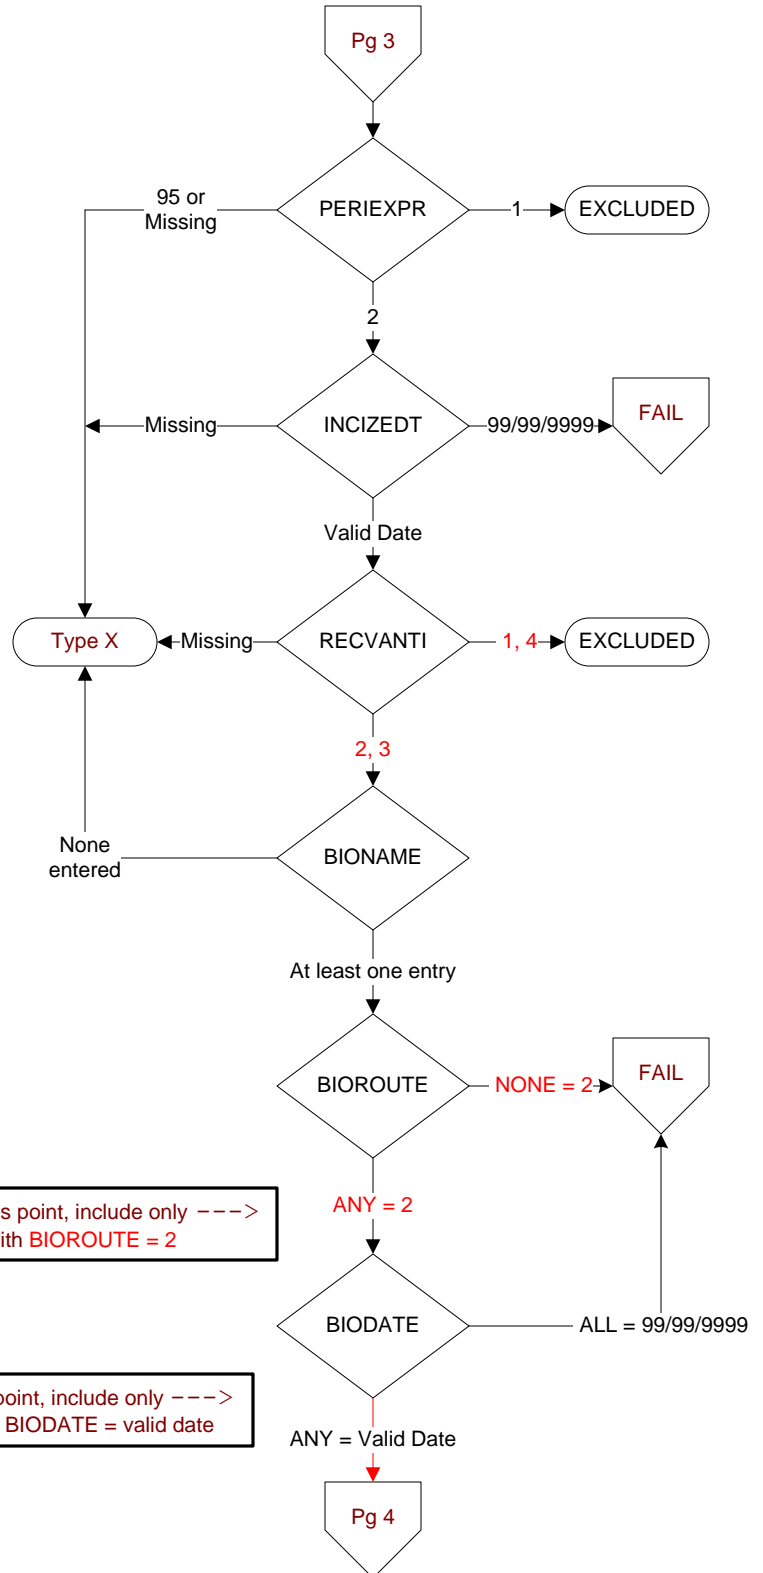 Pg 3
95 or
Missing
PERIEXPR
1
EXCLUDED
2
Missing
INCIZEDT
99/99/9999
FAIL
Valid Date
Type X
Missing
RECVANTI
1, 4
EXCLUDED
2, 3
None
entered
BIONAME
At least one entry
BIOROUTE
NONE = 2
FAIL
s point, include only --->
ith BIOROUTE = 2
ANY = 2
BIODATE
ALL = 99/99/9999
point, include only --->
BIODATE = valid date
ANY = Valid Date
Pg 4